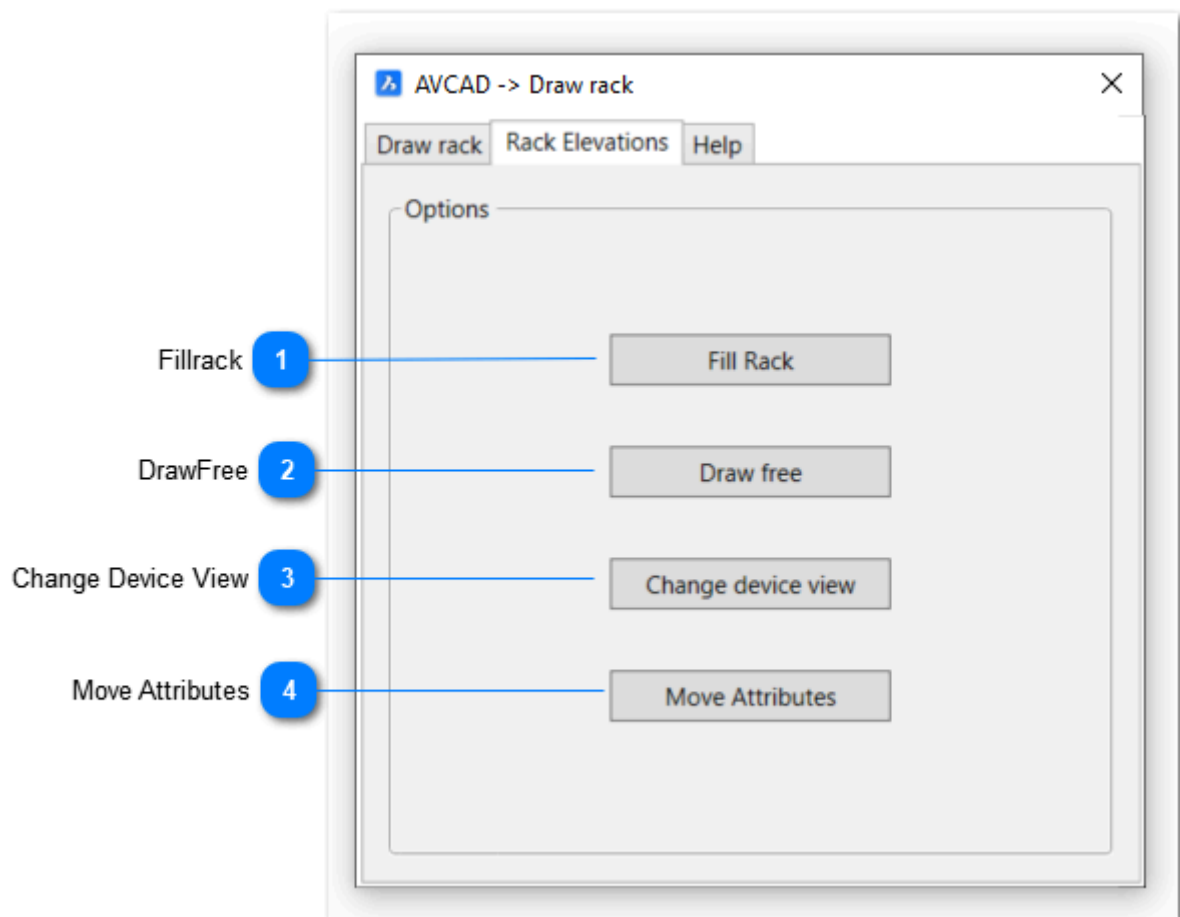 AVCAD -> Draw rack
Draw rack Rack Elevations Help
Options
Fillrack 1 Fill Rack
DrawFree 2 Draw free
Change Device View 3 Change device view
Move Attributes 4 Move Attributes